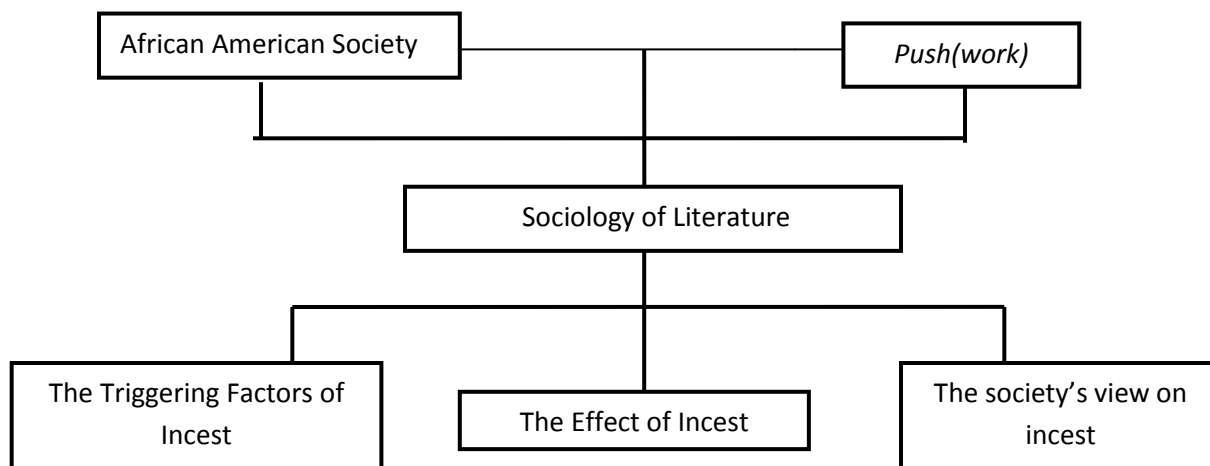 African American Society
Push(work)
Sociology of Literature
The Triggering Factors of
Incest
The Effect of Incest
The society’s view on
incest